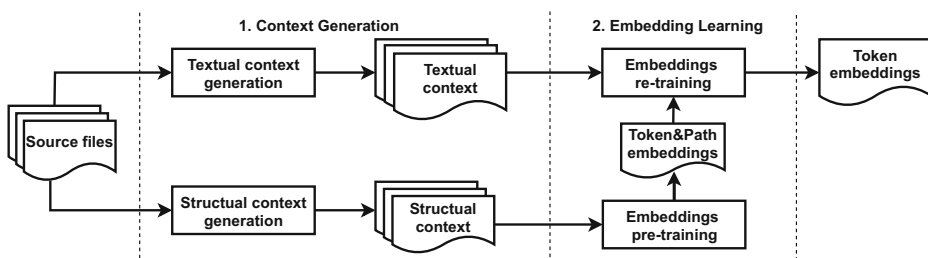 1. Context Generation
2. Embedding Learning
Textual context
generation
Textual
context
Embeddings
re-training
Token
embeddings
Source files
Token&Path
embeddings
Structual context
generation
Structual
context
Embeddings
pre-training